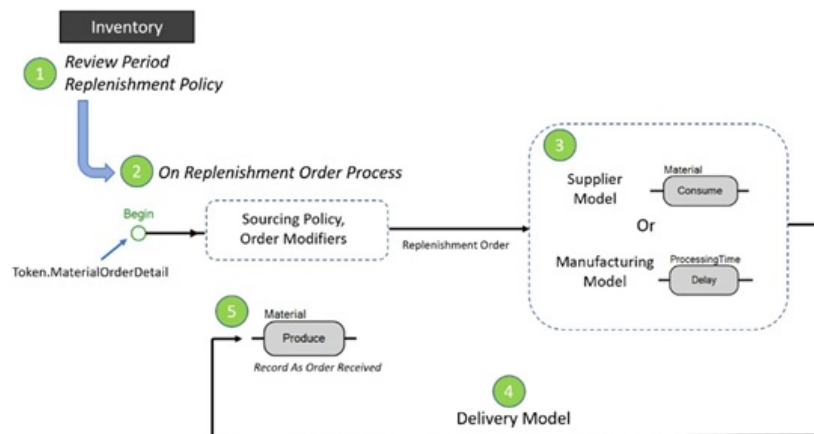 Inventory
1
Review Period
Replenishment Policy
2
On Replenishment Order Process
Begin
Token.MaterialOrderDetail
Sourcing Policy,
Order Modifiers
Replenishment Order
3
Supplier
Model
Material
Consume
Or
Manufacturing
Model
ProcessingTime
Delay
5
Material
Produce
Record As Order Received
4
Delivery Model